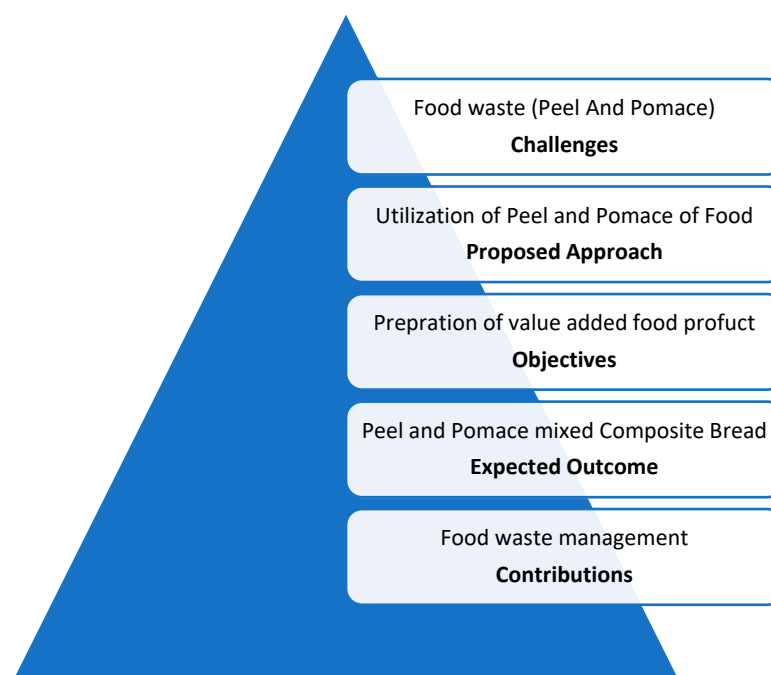 Food waste (Peel And Pomace)
Challenges
Utilization of Peel and Pomace of Food
Proposed Approach
Prepration of value added food profuct
Objectives
Peel and Pomace mixed Composite Bread
Expected Outcome
Food waste management
Contributions